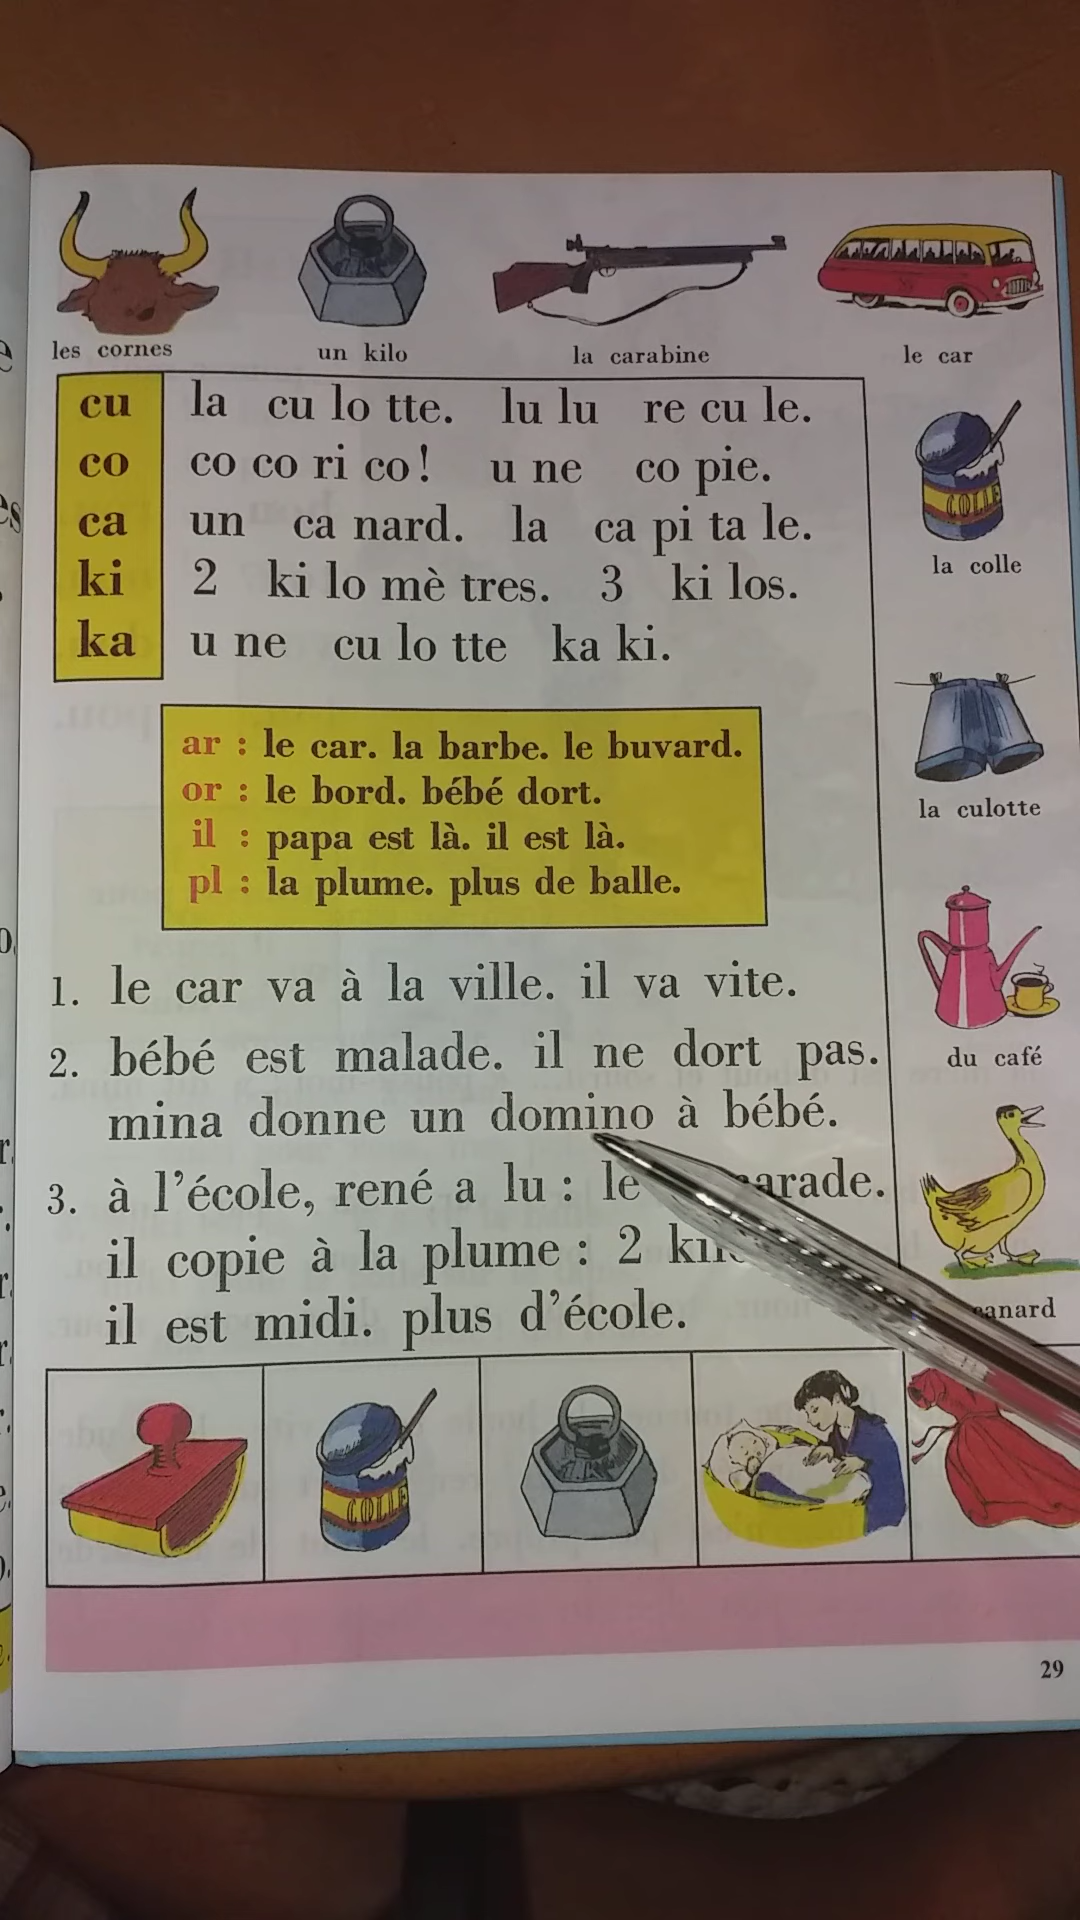 les cornes un kilo la carabine le car
cu la cu lo tte. lu lu re cu le.
co co co ri co! u ne co pie.
ca un ca nard. la ca pi ta le.
ki 2 ki lo mè tres. 3 ki los.
ka u ne cu lo tte ka ki.
COLLE
la colle
la culotte
ar : le car. la barbe. le buvard.
or : le bord. bébé dort.
il : papa est là. il est là.
pl : la plume. plus de balle.
du café
1. le car va à la ville. il va vite.
2. bébé est malade. il ne dort pas.
mina donne un domino à bébé.
3. à l'école, rené a lu : le
il copie à la plume : 2
il est midi. plus d'école.
canard
COLLE
29